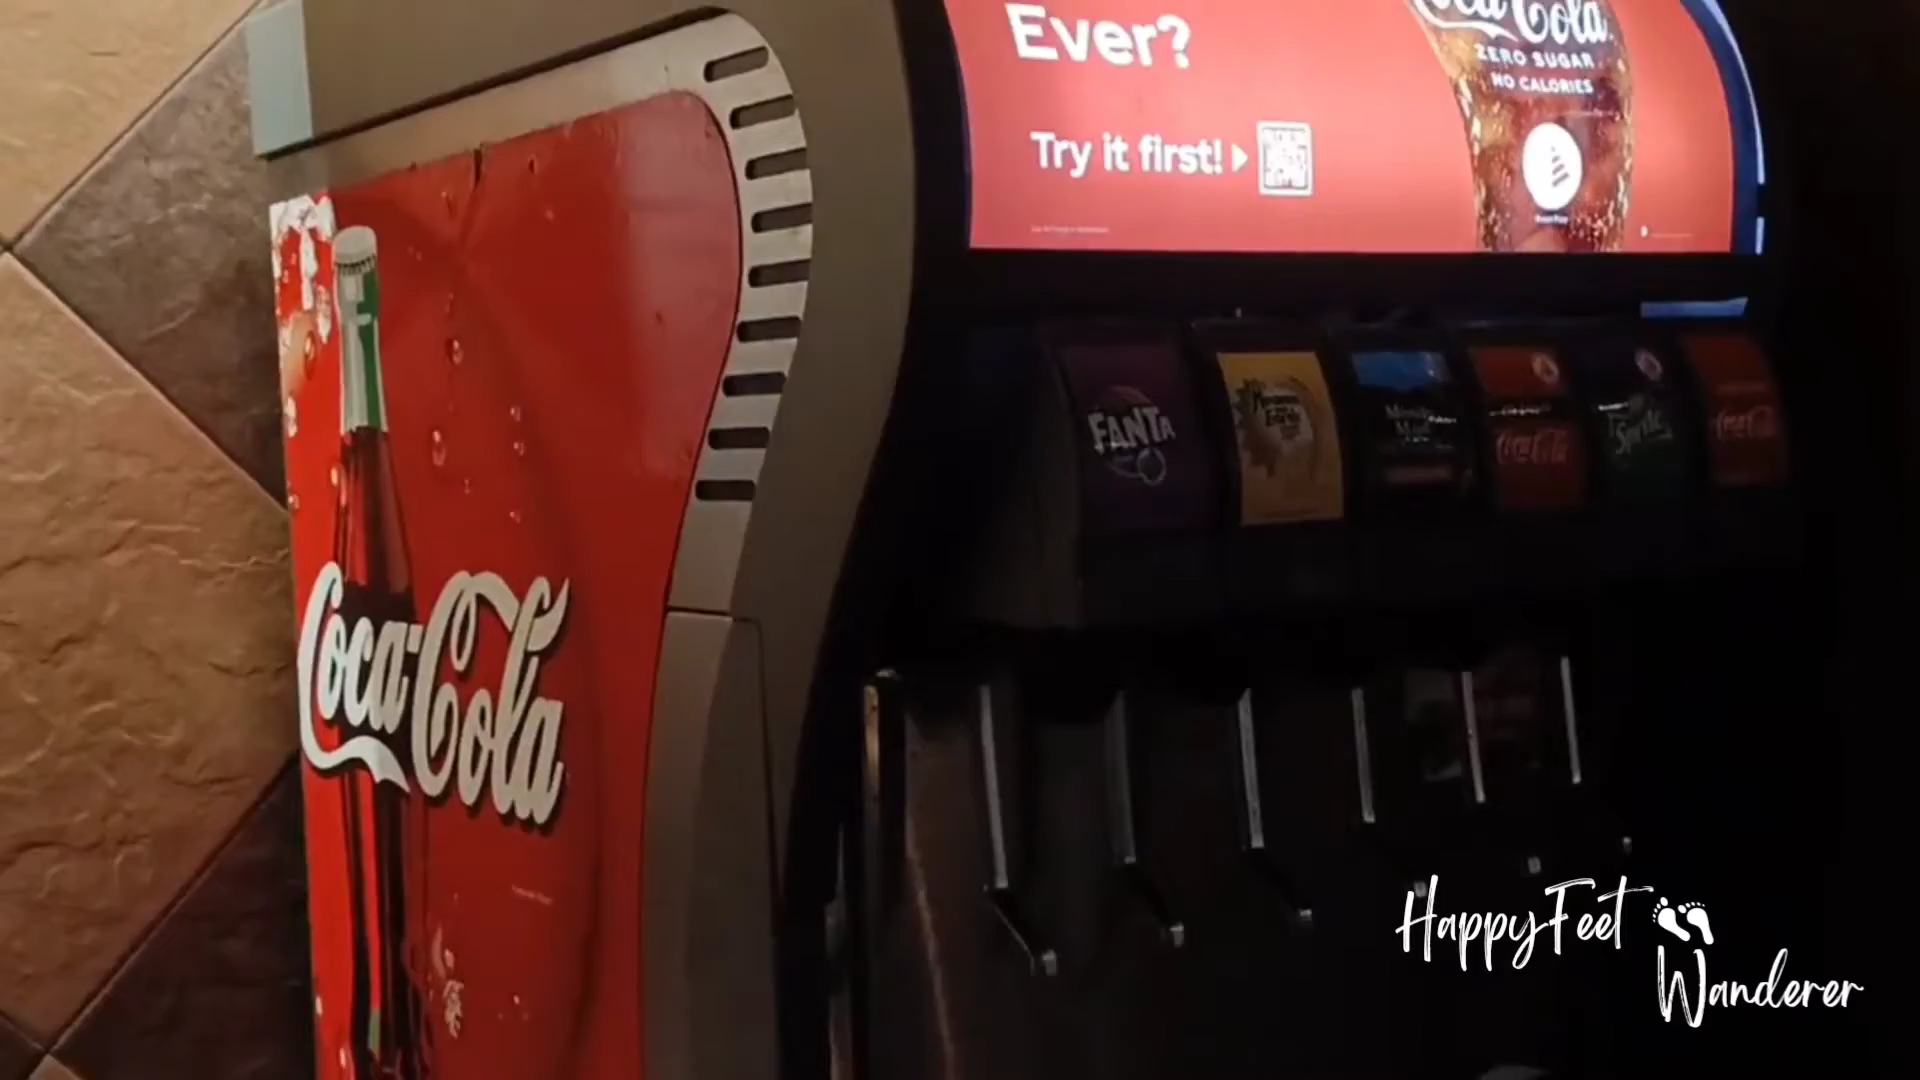 Ever?
Try it first!
Coca-Cola
ZERO SUGAR
NO CALORIES
FANTA
Coca-Cola
Sprite
Coca-Cola
Coca-Cola
HappyFeet
Wanderer